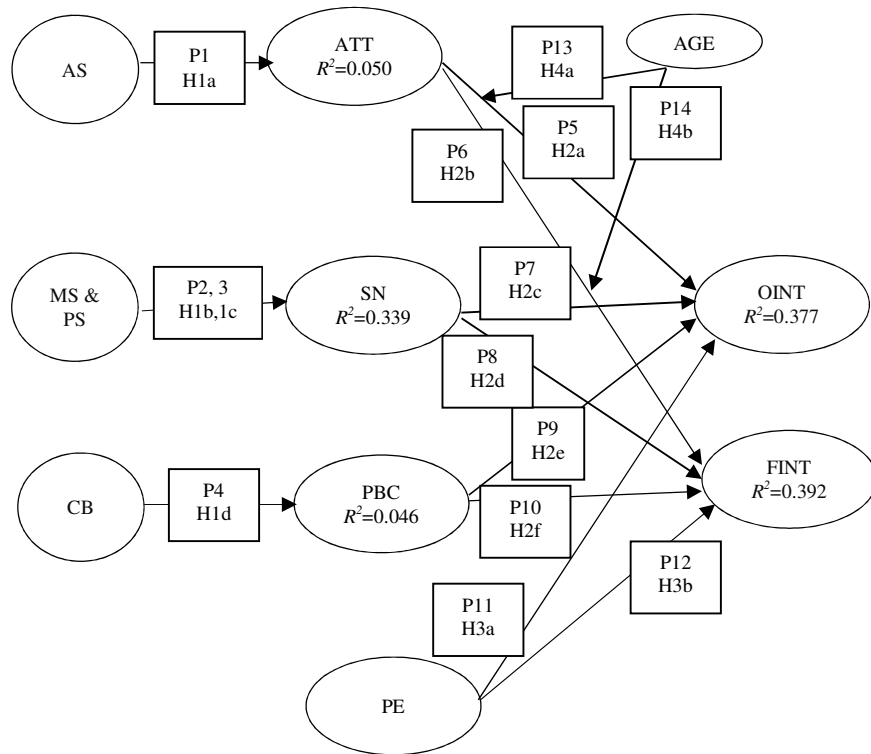 AS
P1
H1a
ATT
R²=0.050
P13
H4a
AGE
P14
H4b
P5
H2a
P6
H2b
MS &
PS
P2, 3
H1b,1c
SN
R²=0.339
P7
H2c
OINT
R²=0.377
P8
H2d
P9
H2e
CB
P4
H1d
PBC
R²=0.046
P10
H2f
FINT
R²=0.392
P12
H3b
P11
H3a
PE